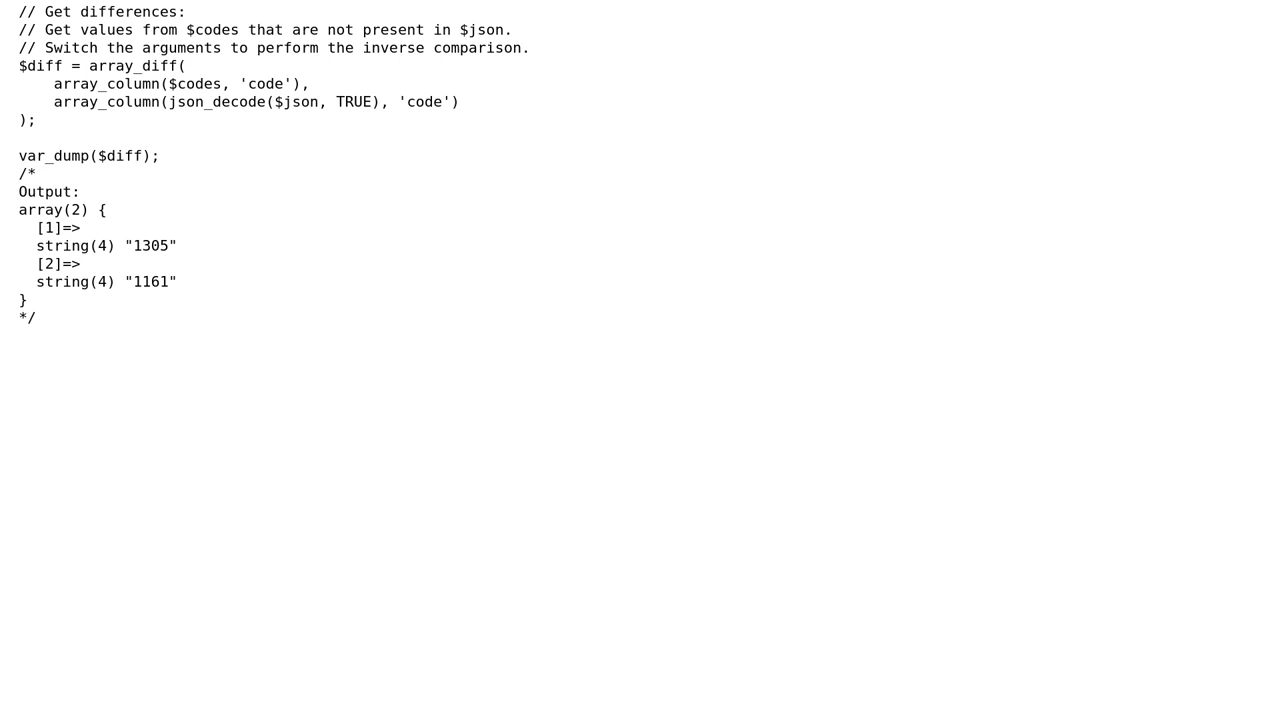 // Get differences:
// Get values from $codes that are not present in $json.
// Switch the arguments to perform the inverse comparison.
$diff = array_diff(
    array_column($codes, 'code'),
    array_column(json_decode($json, TRUE), 'code')
);

var_dump($diff);
/*
Output:
array(2) {
  [1]=>
  string(4) "1305"
  [2]=>
  string(4) "1161"
}
*/